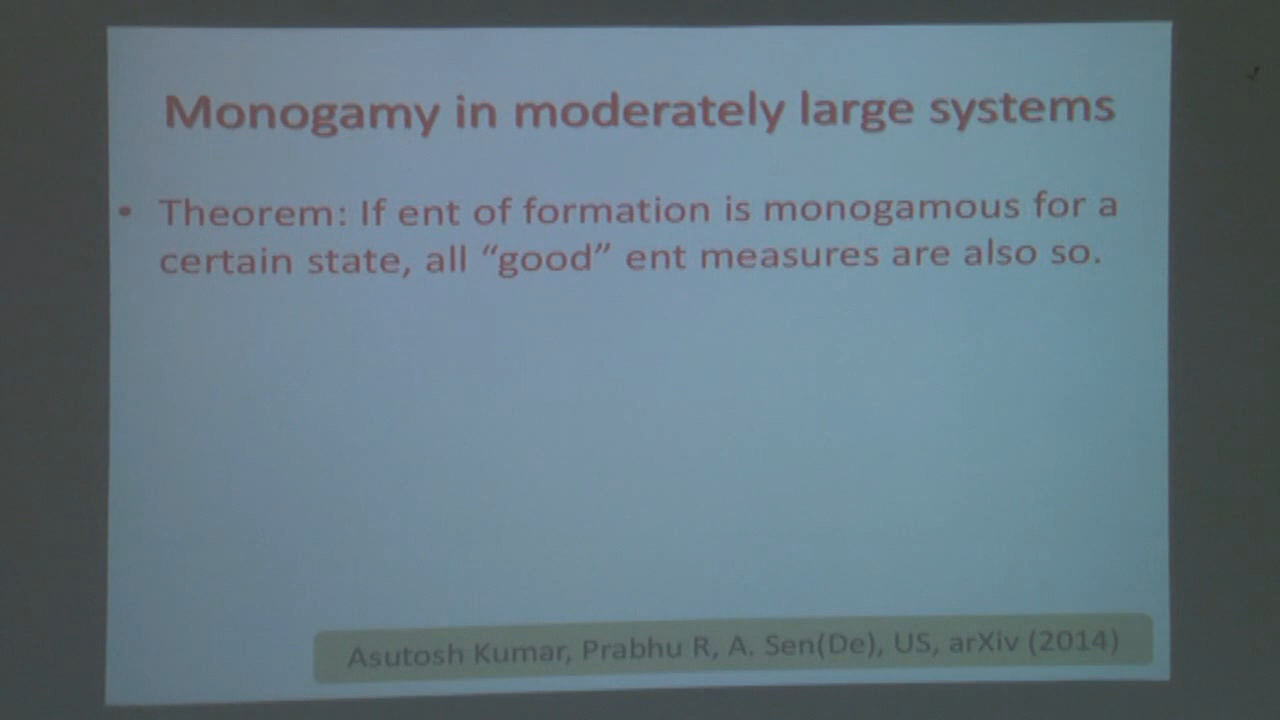 Monogamy in moderately large systems
• Theorem: If ent of formation is monogamous for a
certain state, all “good” ent measures are also so.
Asutosh Kumar, Prabhu R, A. Sen(De), US, arXiv (2014)